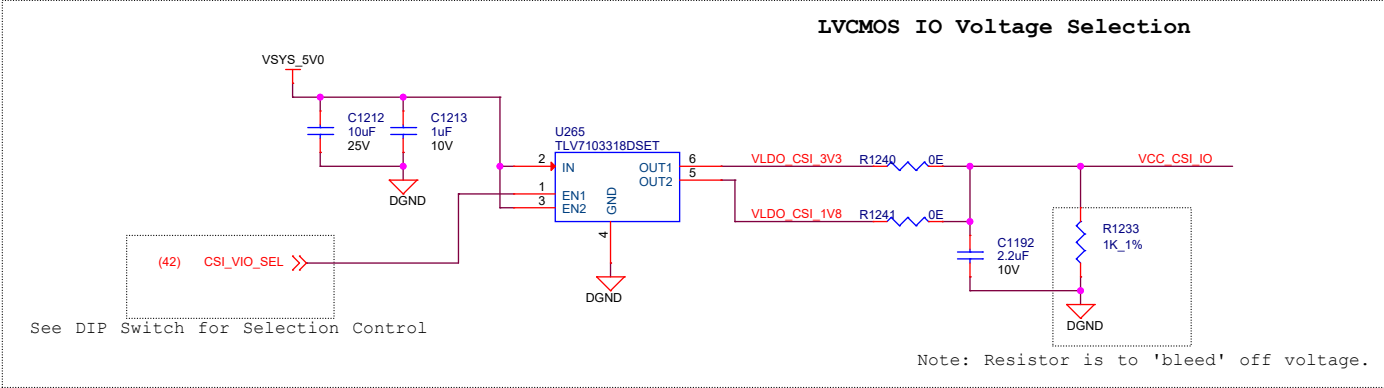 LVCMOS IO Voltage Selection
VSYS_5V0
C1212
10uF
25V
C1213
1uF
10V
DGND
U265
TLV7103318DSET
2
IN
1
EN1
3
EN2
GND
4
OUT1
6
OUT2
5
DGND
VLDO_CSI_3V3
R1240
0E
VCC_CSI_IO
VLDO_CSI_1V8
R1241
0E
C1192
2.2uF
10V
R1233
1K_1%
DGND
(42)
CSI_VIO_SEL
See DIP Switch for Selection Control
Note: Resistor is to 'bleed' off voltage.